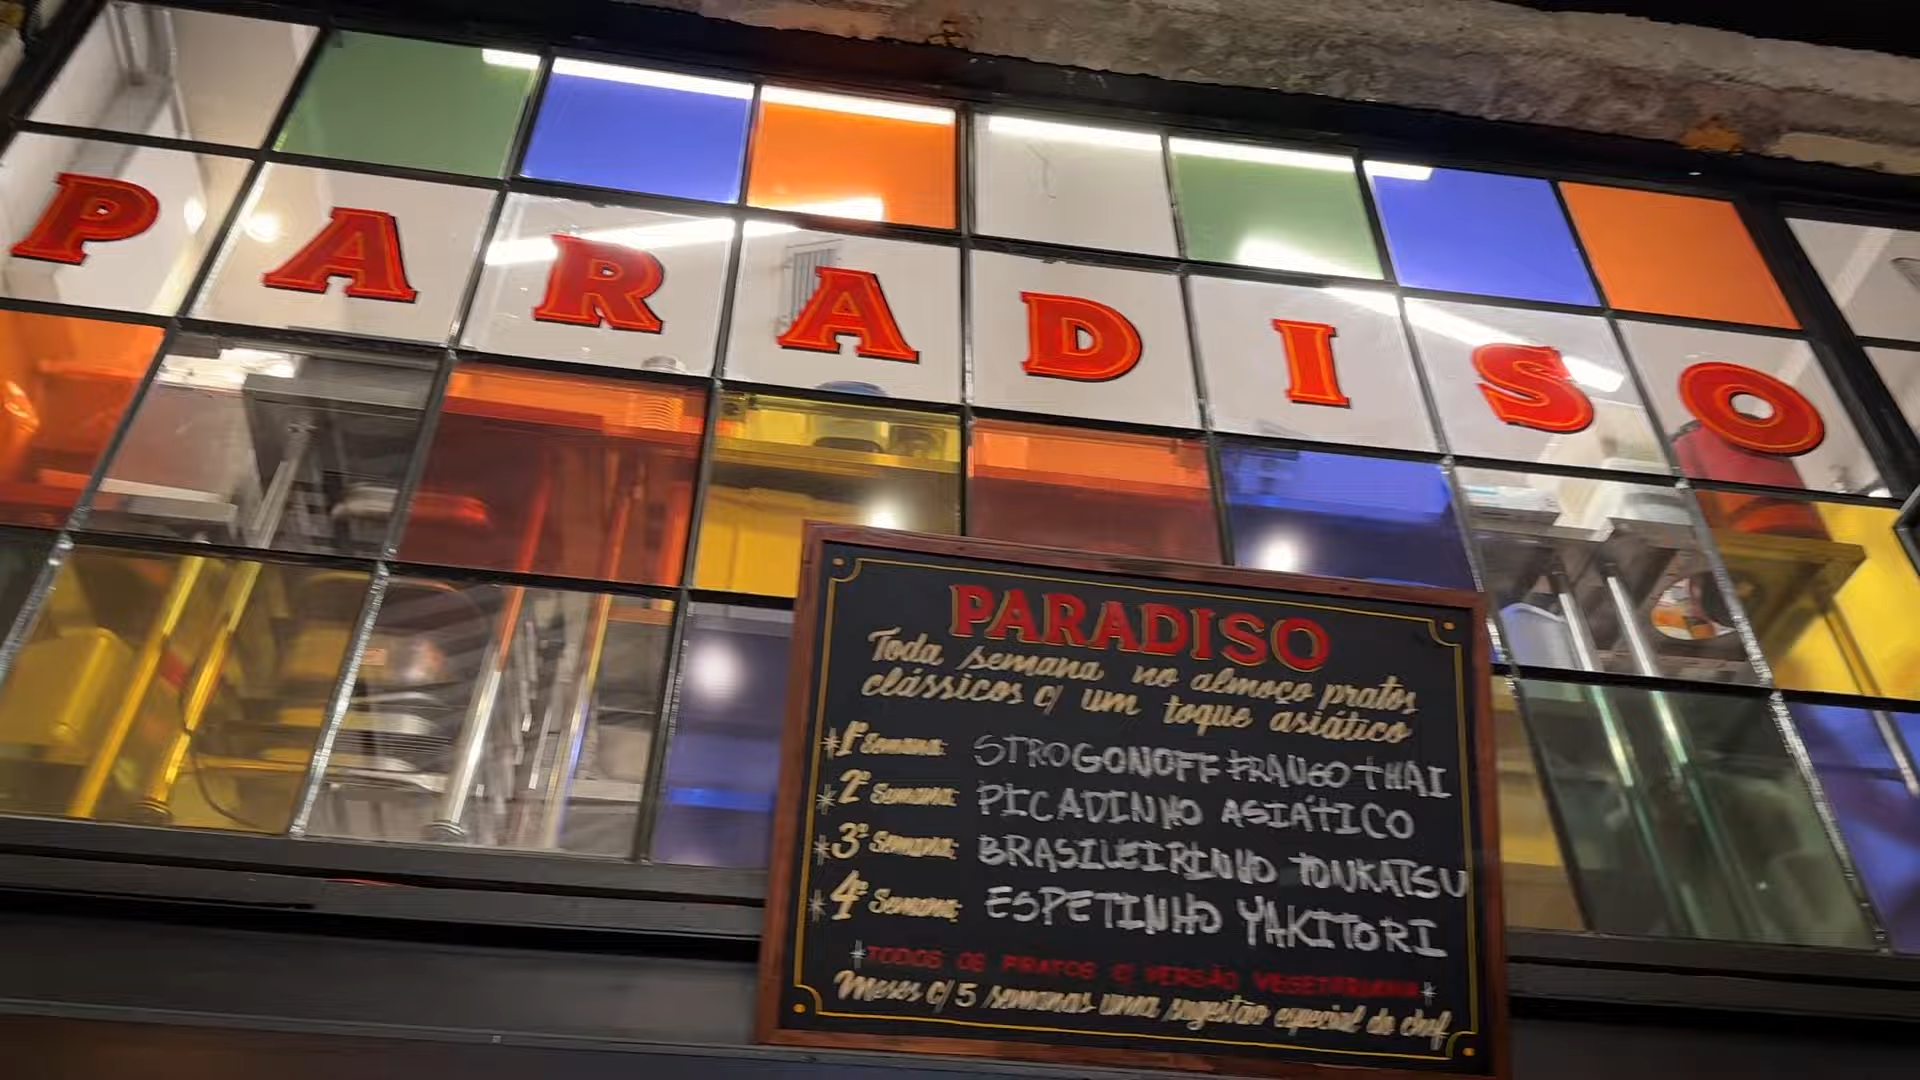 PARADISO
PARADISO
Toda semana no almoço pratos
clássicos c/ um toque asiático
1ª Semana: STROGONOFF FRANGO THAI
2ª Semana: PICADINHO ASIÁTICO
3ª Semana: BRASILEIRINHO TONKATSU
4ª Semana: ESPETINHO YAKITORI
TODOS OS PRATOS C/ VERSÃO VEGETARIANA
Meses c/ 5 semanas uma sugestão especial do chef